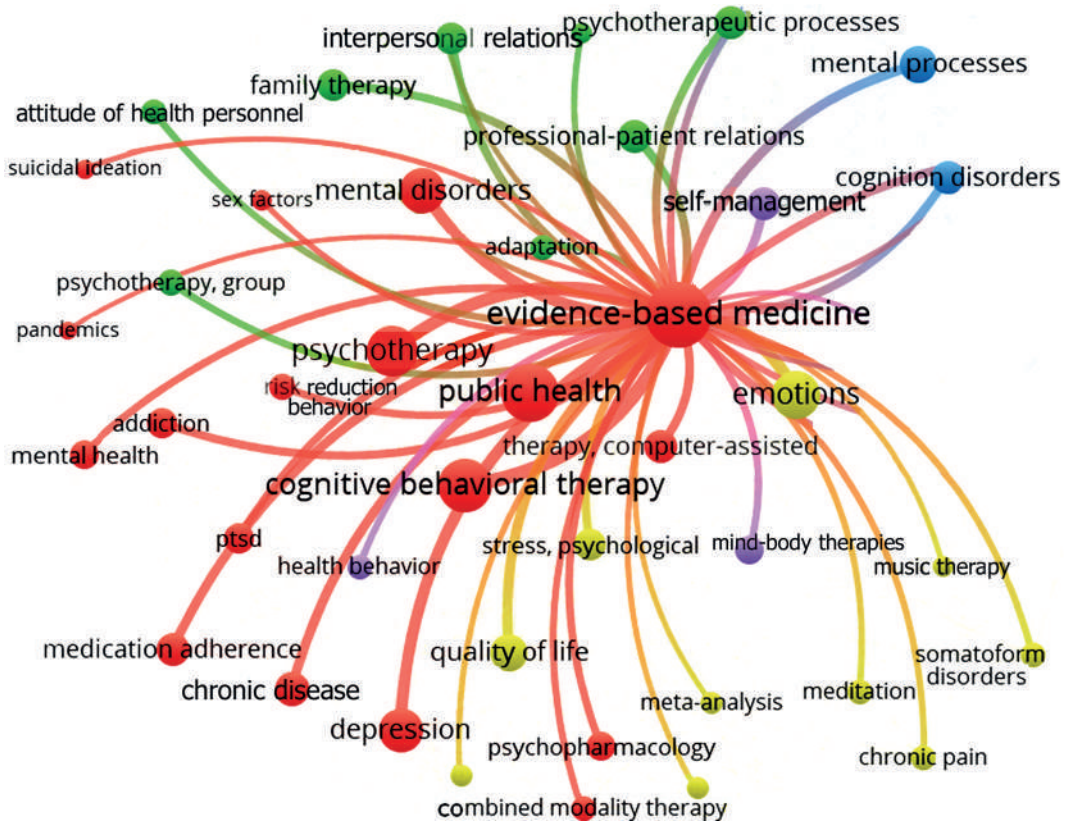 psychotherapeutic processes
interpersonal relations
mental processes
family therapy
attitude of health personnel
professional-patient relations
suicidal ideation
cognition disorders
mental disorders
sex factors
self-management
adaptation
psychotherapy, group
evidence-based medicine
pandemics
psychotherapy
risk reduction
behavior
public health
emotions
addiction
mental health
therapy, computer-assisted
cognitive behavioral therapy
ptsd
stress, psychological
mind-body therapies
health behavior
music therapy
medication adherence
quality of life
somatoform
disorders
chronic disease
meta-analysis
meditation
depression
psychopharmacology
chronic pain
combined modality therapy